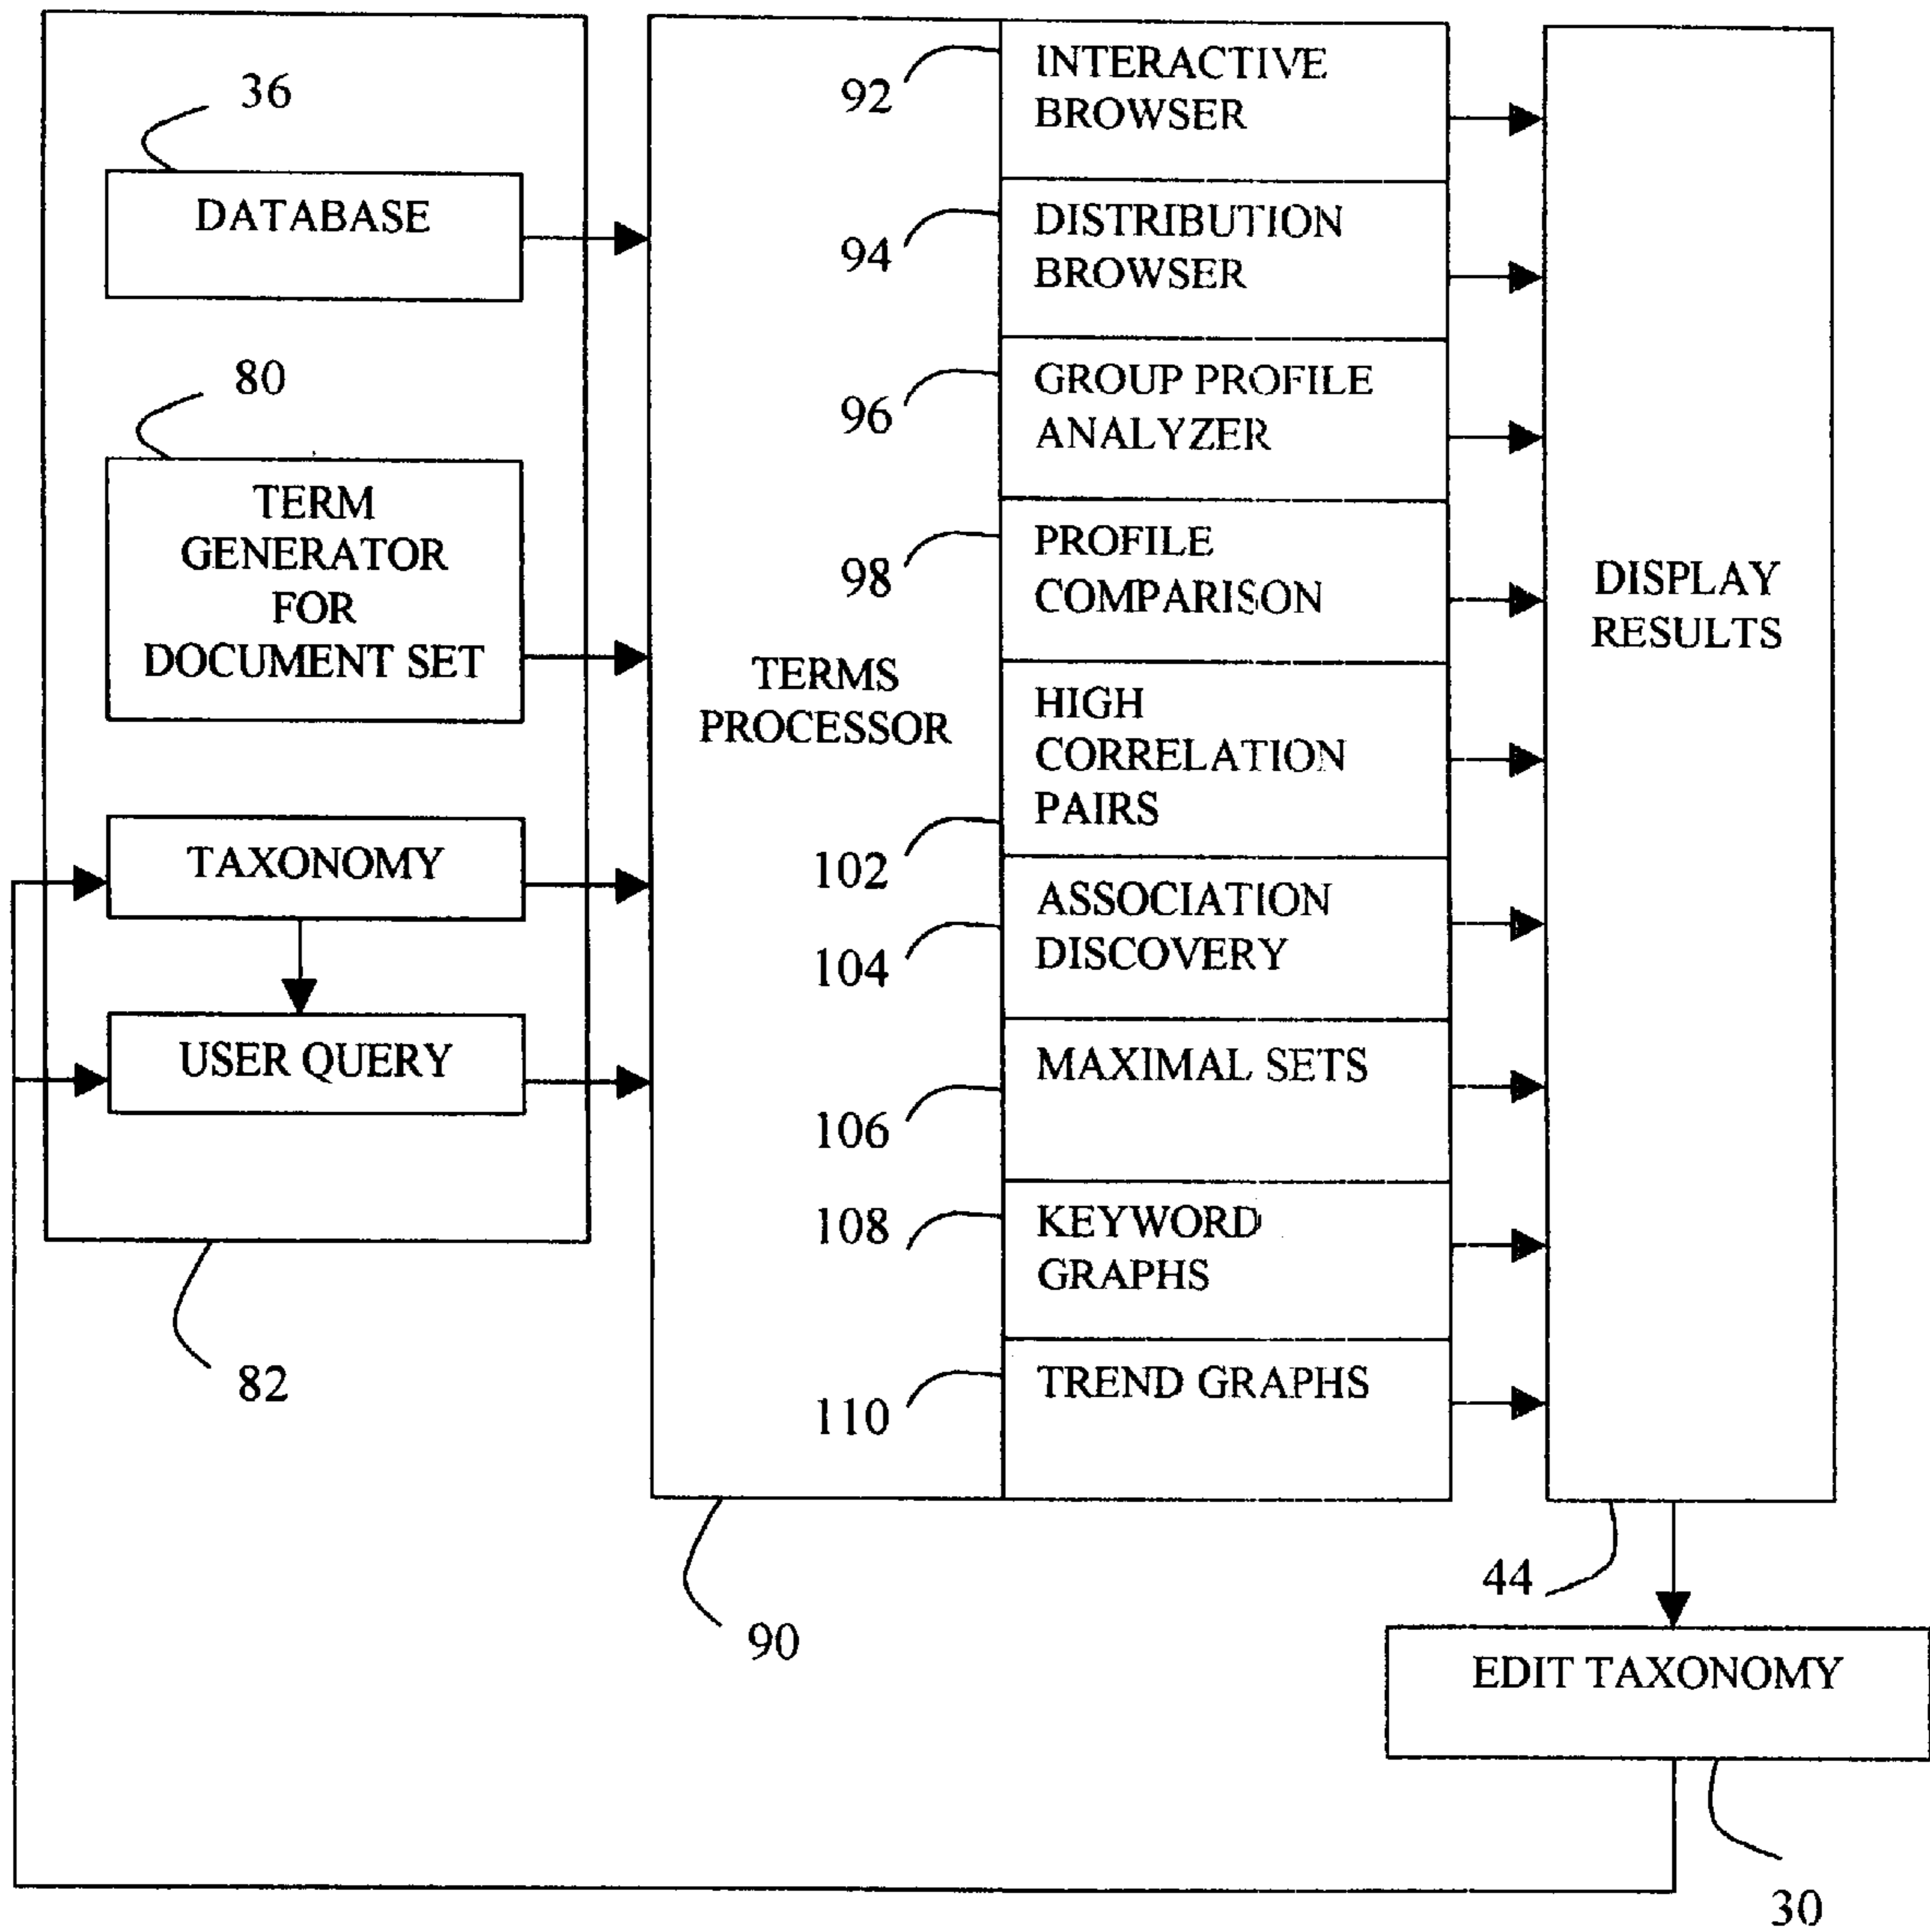 36
DATABASE
80
TERM
GENERATOR
FOR
DOCUMENT SET
TAXONOMY
USER QUERY
82
TERMS
PROCESSOR
90
92
INTERACTIVE
BROWSER
94
DISTRIBUTION
BROWSER
96
GROUP PROFILE
ANALYZER
98
PROFILE
COMPARISON
HIGH
CORRELATION
PAIRS
102
ASSOCIATION
DISCOVERY
104
MAXIMAL SETS
106
108
KEYWORD
GRAPHS
TREND GRAPHS
110
DISPLAY
RESULTS
44
EDIT TAXONOMY
30